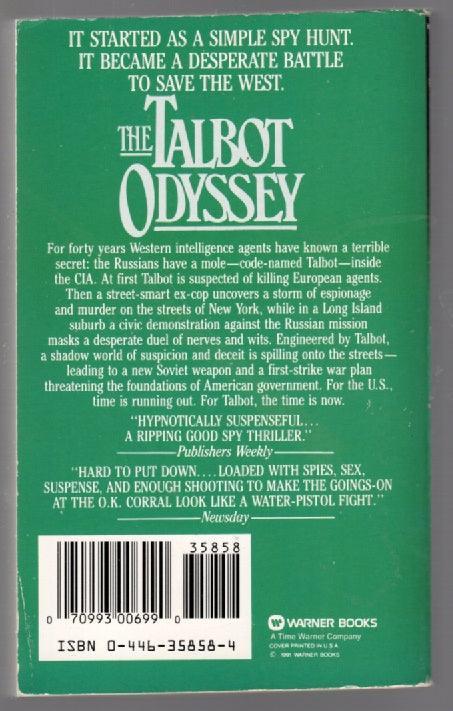 IT STARTED AS A SIMPLE SPY HUNT.
IT BECAME A DESPERATE BATTLE
TO SAVE THE WEST.
THE TALBOT
ODYSSEY
For forty years Western intelligence agents have known a terrible
secret: the Russians have a mole—code-named Talbot—inside
the CIA. At first Talbot is suspected of killing European agents.
Then a street-smart ex-cop uncovers a storm of espionage
and murder on the streets of New York, while in a Long Island
suburb a civic demonstration against the Russian mission
masks a desperate duel of nerves and wits. Engineered by Talbot,
a shadow world of suspicion and deceit is spilling onto the streets—
leading to a new Soviet weapon and a first-strike war plan
threatening the foundations of American government. For the U.S.,
time is running out. For Talbot, the time is now.
"HYPNOTICALLY SUSPENSEFUL...
A RIPPING GOOD SPY THRILLER."
—Publishers Weekly—
"HARD TO PUT DOWN....LOADED WITH SPIES, SEX,
SUSPENSE, AND ENOUGH SHOOTING TO MAKE THE GOINGS-ON
AT THE O.K. CORRAL LOOK LIKE A WATER-PISTOL FIGHT."
—Newsday—
35858
0 70993 00699 0
ISBN 0-446-35858-4
W WARNER BOOKS
A Time Warner Company
COVER PRINTED IN U.S.A.
© 1991 WARNER BOOKS